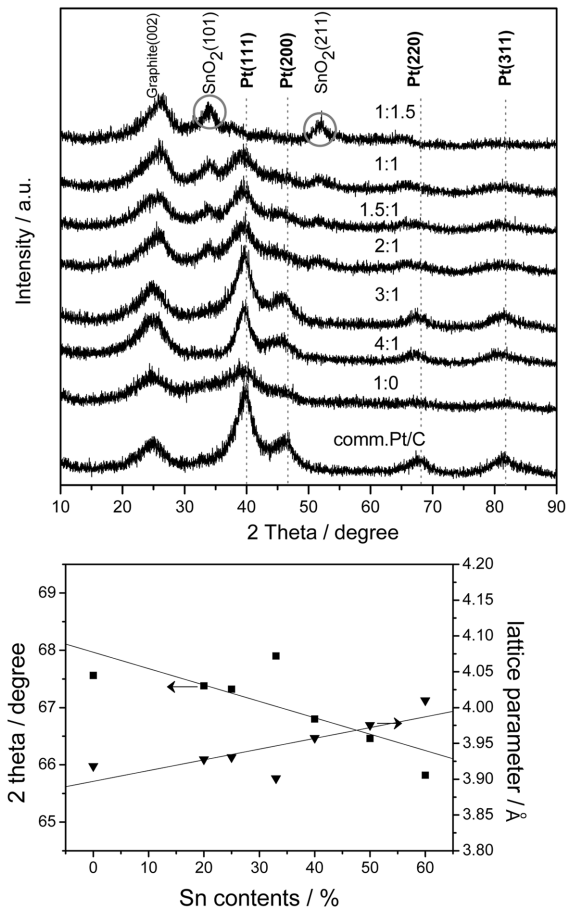 Graphite(002)
SnO2(101)
Pt(111)
Pt(200)
SnO2(211)
Pt(220)
Pt(311)
1:1.5
1:1
1.5:1
2:1
3:1
4:1
1:0
comm.Pt/C
Intensity / a.u.
10 20 30 40 50 60 70 80 90
2 Theta / degree
69
68
67
66
65
2 theta / degree
4.20
4.15
4.10
4.05
4.00
3.95
3.90
3.85
3.80
lattice parameter / Å
0 10 20 30 40 50 60
Sn contents / %